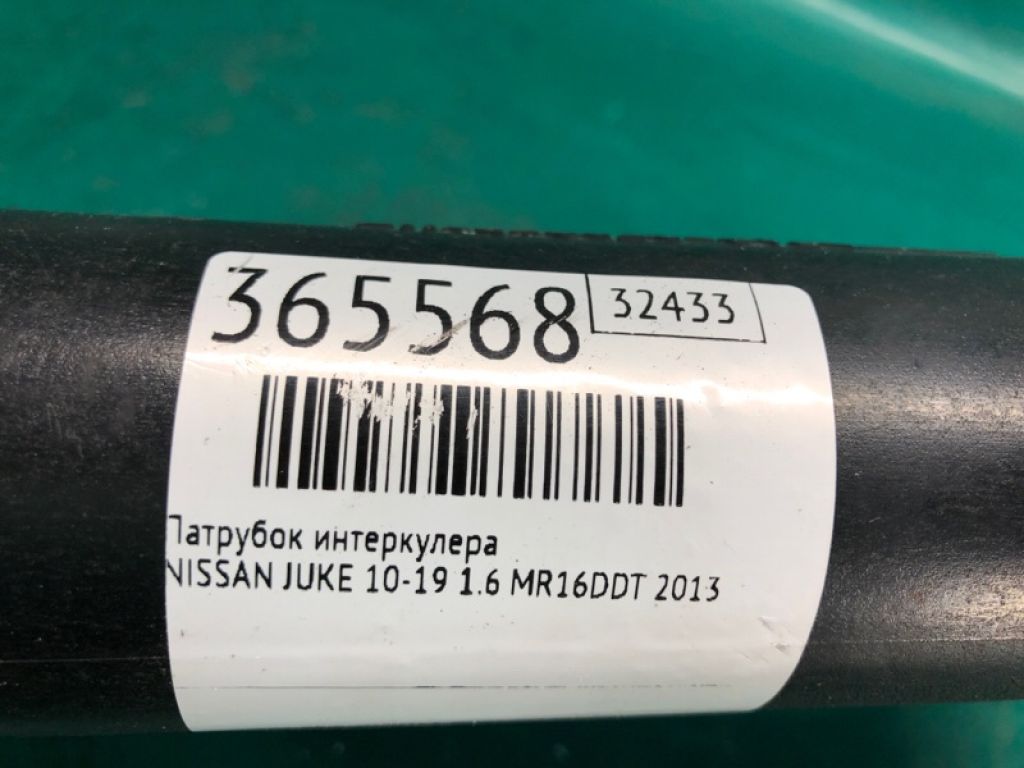 365568
32433
Патрубок интеркулера
NISSAN JUKE 10-19 1.6 MR16DDT 2013